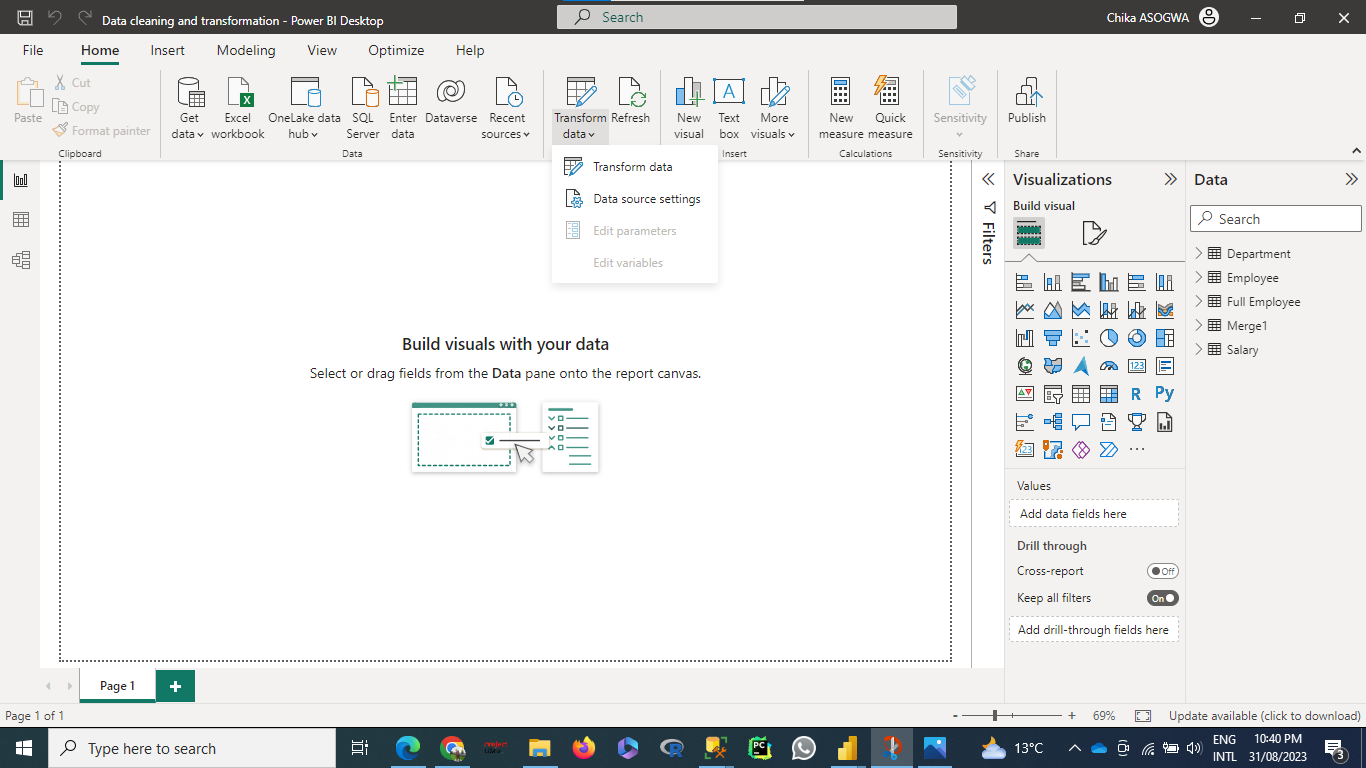 Data cleaning and transformation - Power BI Desktop
Search
Chika ASOGWA
File
Home
Insert
Modeling
View
Optimize
Help
Paste
Cut
Copy
Format painter
Clipboard
Get data
Excel workbook
OneLake data hub
SQL Server
Enter data
Dataverse
Recent sources
Data
Transform data
Refresh
New visual
A
Text box
More visuals
Insert
New measure
Quick measure
Calculations
Sensitivity
Sensitivity
Publish
Share
Transform data
Data source settings
Edit parameters
Edit variables
Build visuals with your data
Select or drag fields from the Data pane onto the report canvas.
Filters
Visualizations
Build visual
123
R
Py
123
Values
Add data fields here
Drill through
Cross-report
Off
Keep all filters
On
Add drill-through fields here
Data
Search
Department
Employee
Full Employee
Merge1
Salary
Page 1
+
Page 1 of 1
-
+
69%
Update available (click to download)
Type here to search
PC
R
13°C
ENG
INTL
10:40 PM
31/08/2023
3